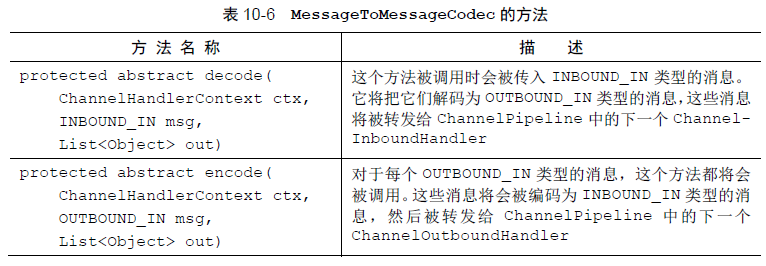 表 10-6 MessageToMessageCodec 的方法
方 法 名 称
描 述
protected abstract decode(
ChannelHandlerContext ctx,
INBOUND_IN msg,
List<Object> out)
这个方法被调用时会被传入 INBOUND_IN 类型的消息。
它将把它们解码为 OUTBOUND_IN 类型的消息，这些消息
将被转发给 ChannelPipeline 中的下一个 Channel-
InboundHandler
protected abstract encode(
ChannelHandlerContext ctx,
OUTBOUND_IN msg,
List<Object> out)
对于每个 OUTBOUND_IN 类型的消息，这个方法都将会
被调用。这些消息将会被编码为 INBOUND_IN 类型的消
息，然后被转发给 ChannelPipeline 中的下一个
ChannelOutboundHandler